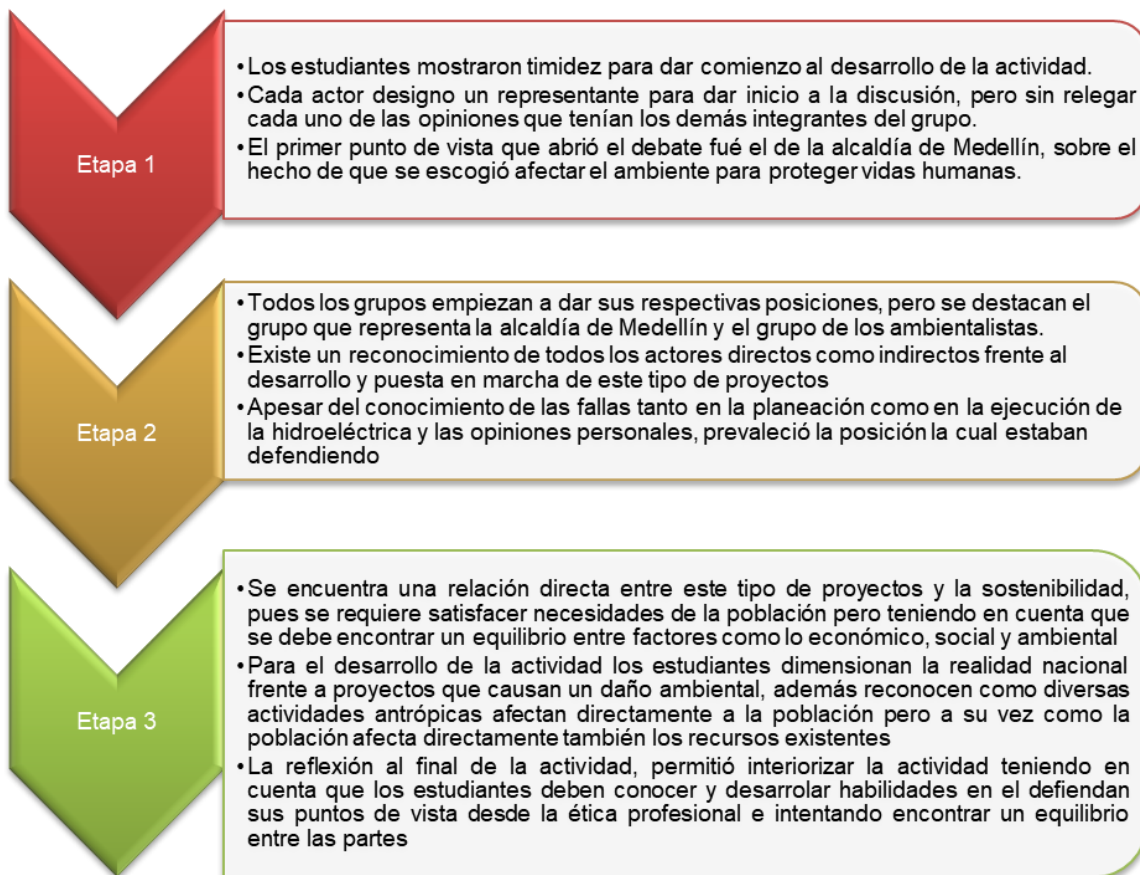 Etapa 1
•Los estudiantes mostraron timidez para dar comienzo al desarrollo de la actividad.
•Cada actor designo un representante para dar inicio a la discusión, pero sin relegar
cada uno de las opiniones que tenían los demás integrantes del grupo.
•El primer punto de vista que abrió el debate fué el de la alcaldía de Medellín, sobre el
hecho de que se escogió afectar el ambiente para proteger vidas humanas.
Etapa 2
•Todos los grupos empiezan a dar sus respectivas posiciones, pero se destacan el
grupo que representa la alcaldía de Medellín y el grupo de los ambientalistas.
•Existe un reconocimiento de todos los actores directos como indirectos frente al
desarrollo y puesta en marcha de este tipo de proyectos
•Apesar del conocimiento de las fallas tanto en la planeación como en la ejecución de
la hidroeléctrica y las opiniones personales, prevaleció la posición la cual estaban
defendiendo
Etapa 3
•Se encuentra una relación directa entre este tipo de proyectos y la sostenibilidad,
pues se requiere satisfacer necesidades de la población pero teniendo en cuenta que
se debe encontrar un equilibrio entre factores como lo económico, social y ambiental
•Para el desarrollo de la actividad los estudiantes dimensionan la realidad nacional
frente a proyectos que causan un daño ambiental, además reconocen como diversas
actividades antrópicas afectan directamente a la población pero a su vez como la
población afecta directamente también los recursos existentes
•La reflexión al final de la actividad, permitió interiorizar la actividad teniendo en
cuenta que los estudiantes deben conocer y desarrolar habilidades en el defiendan
sus puntos de vista desde la ética profesional e intentando encontrar un equilibrio
entre las partes